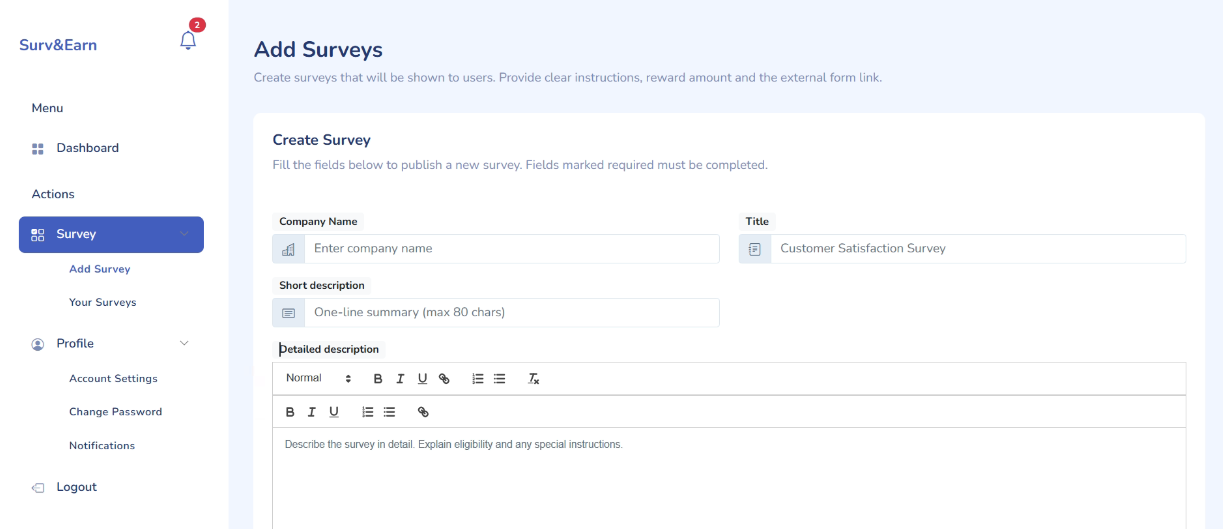 Surv&Earn
2
Menu
Dashboard
Actions
Survey
Add Survey
Your Surveys
Profile
Account Settings
Change Password
Notifications
Logout
Add Surveys
Create surveys that will be shown to users. Provide clear instructions, reward amount and the external form link.
Create Survey
Fill the fields below to publish a new survey. Fields marked required must be completed.
Company Name
Enter company name
Title
Customer Satisfaction Survey
Short description
One-line summary (max 80 chars)
Detailed description
Normal B I U
B I U
Describe the survey in detail. Explain eligibility and any special instructions.